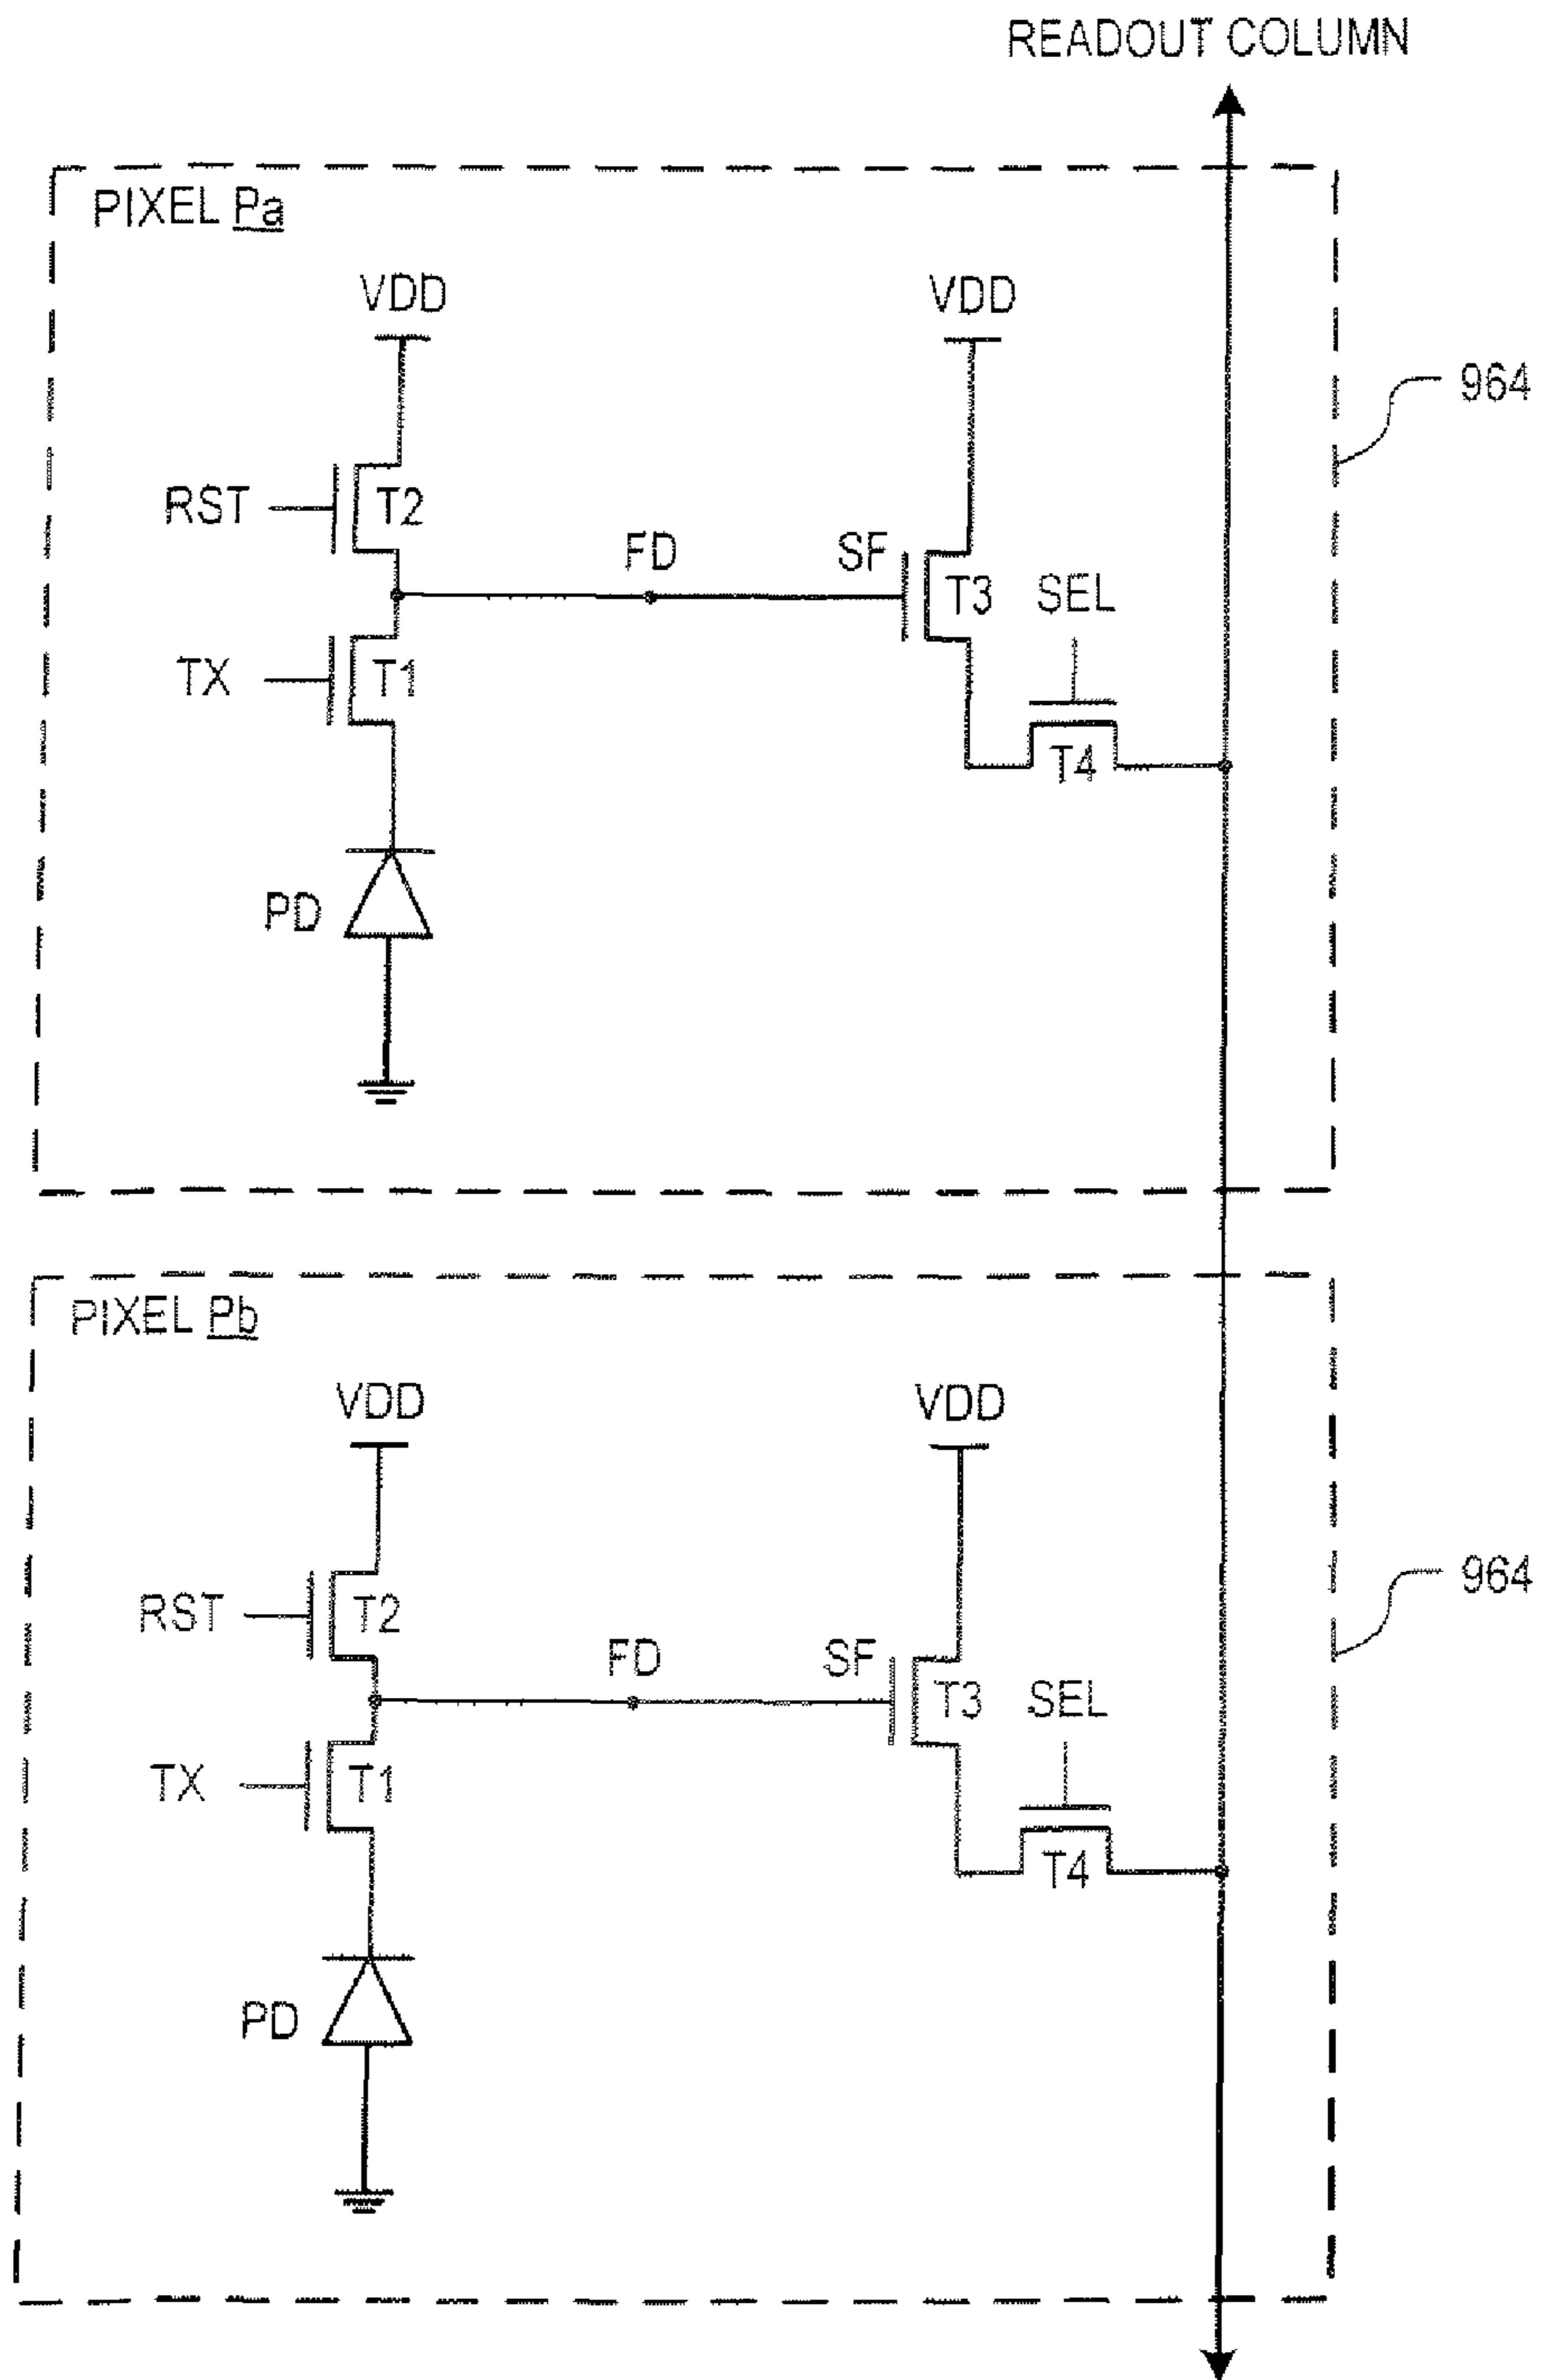 READOUT COLUMN
PIXEL Pa
VDD
VDD
964
RST
T2
FD
SF
T3
SEL
TX
T1
T4
PD
PIXEL Pb
VDD
VDD
964
RST
T2
FD
SF
T3
SEL
TX
T1
T4
PD